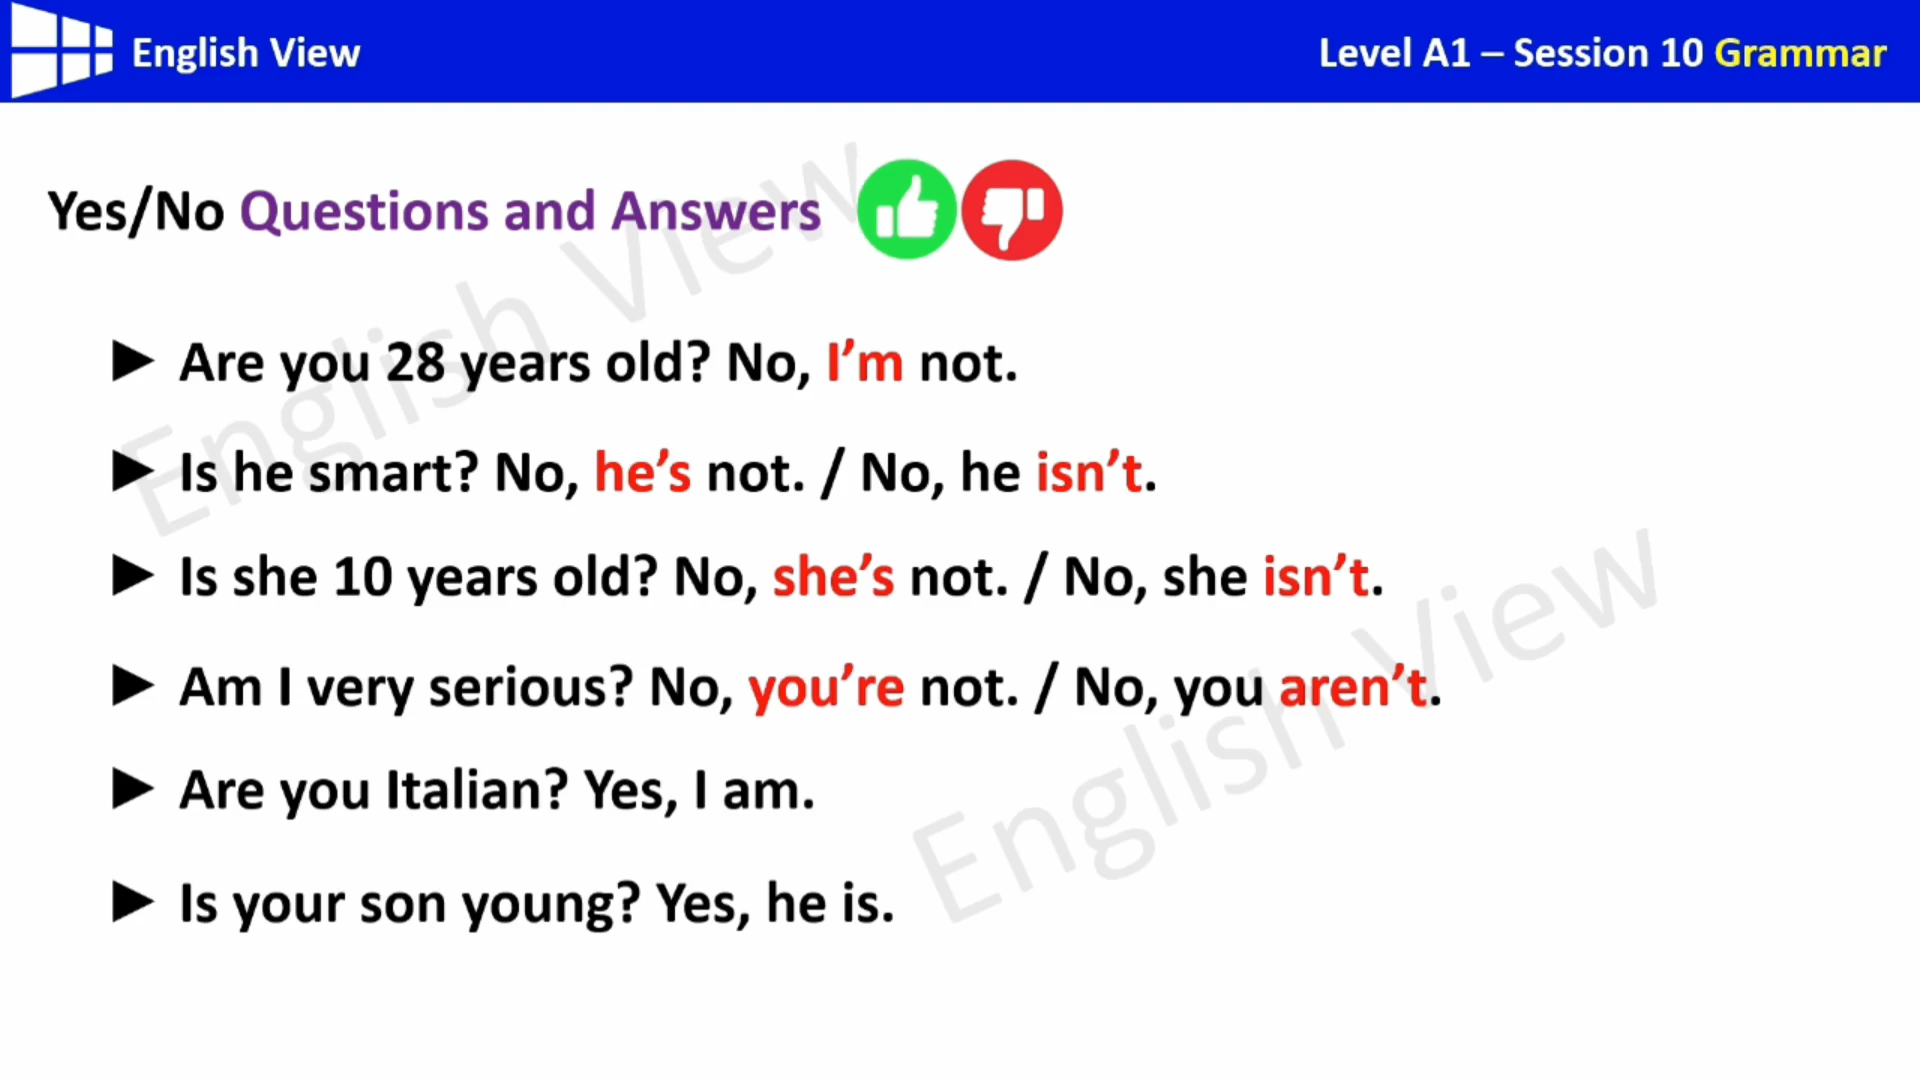 English View
Level A1 – Session 10 Grammar
Yes/No Questions and Answers
► Are you 28 years old? No, I’m not.
► Is he smart? No, he’s not. / No, he isn’t.
► Is she 10 years old? No, she’s not. / No, she isn’t.
► Am I very serious? No, you’re not. / No, you aren’t.
► Are you Italian? Yes, I am.
► Is your son young? Yes, he is.
English View
English View